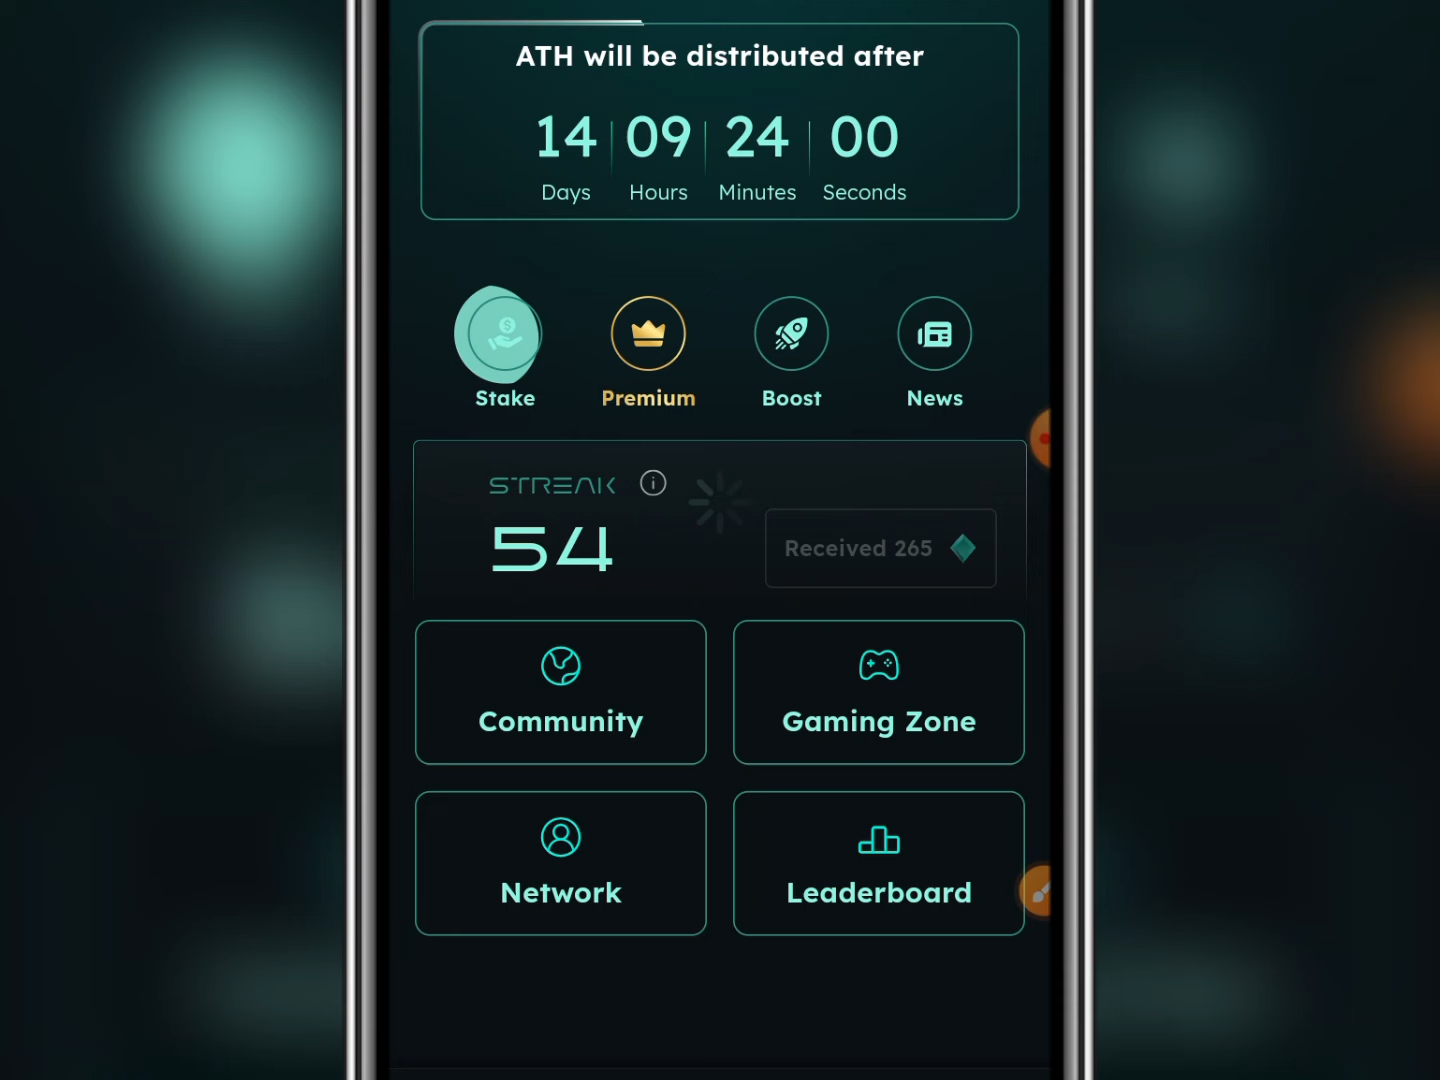 ATH will be distributed after
14 09 24 00
Days Hours Minutes Seconds
Stake Premium Boost News
STREAK
54
Received 265
Community
Gaming Zone
Network
Leaderboard